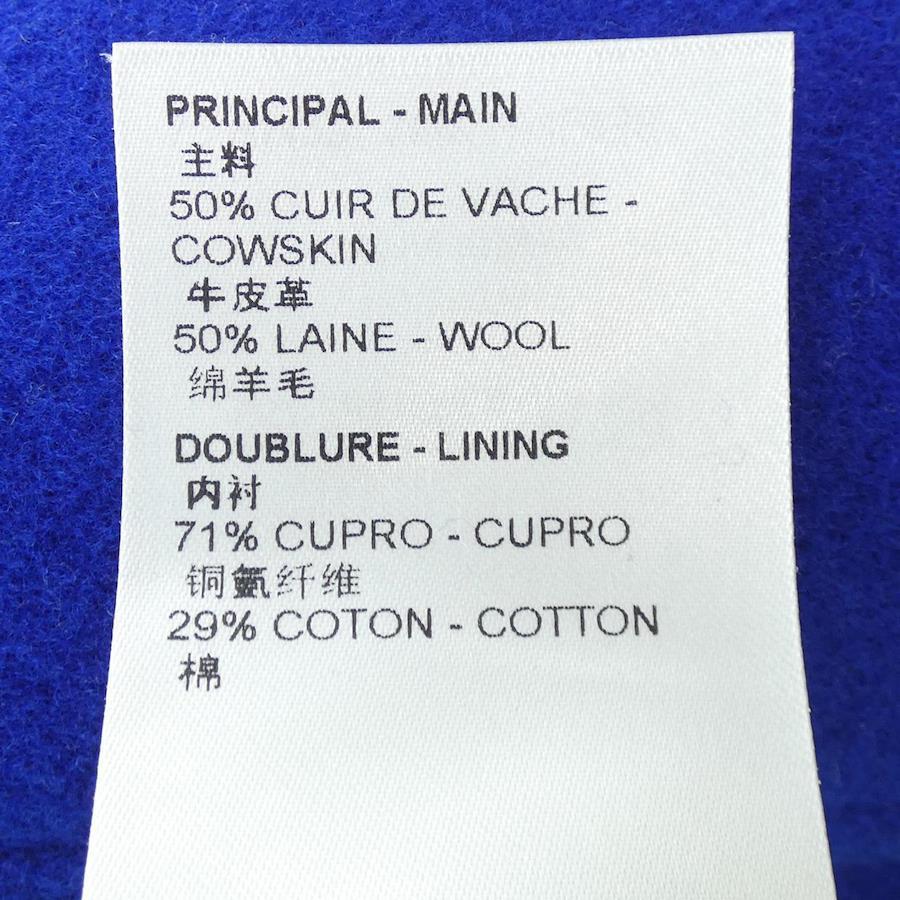 PRINCIPAL - MAIN
主料
50% CUIR DE VACHE -
COWSKIN
牛皮革
50% LAINE - WOOL
绵羊毛
DOUBLURE - LINING
内衬
71% CUPRO - CUPRO
铜氨纤维
29% COTON - COTTON
棉